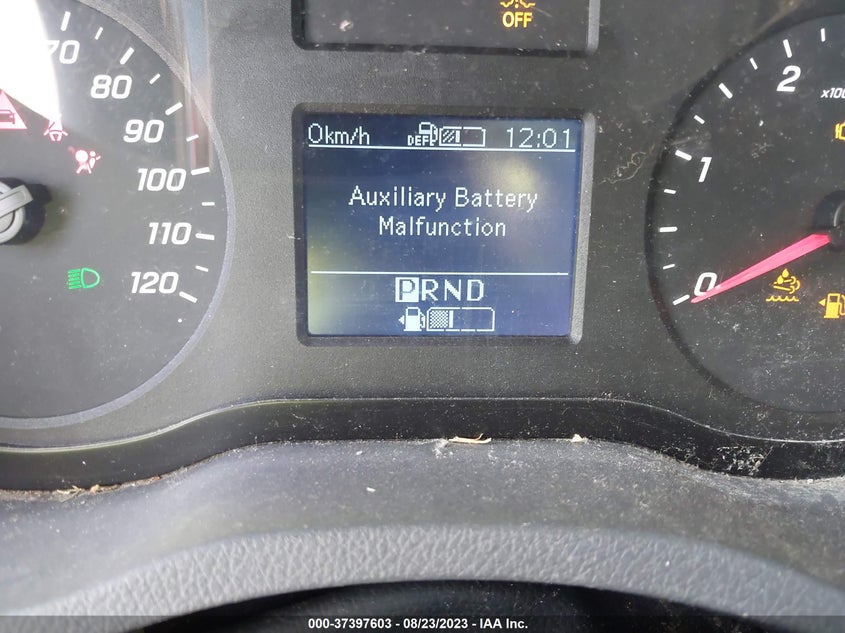 OFF
70
80
90
100
110
120
0km/h DEF 12:01
Auxiliary Battery
Malfunction
PRND
2
x100
1
0
000-37397603 - 08/23/2023 - IAA Inc.